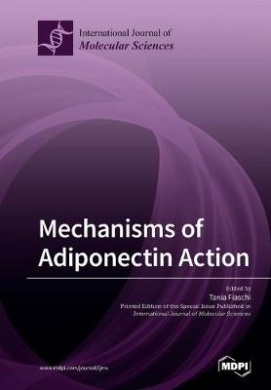 International Journal of
Molecular Sciences
Mechanisms of
Adiponectin Action
Edited by
Tania Fiaschi
Printed Edition of the Special Issue Published in
International Journal of Molecular Sciences
www.mdpi.com/journal/ijms
MDPI